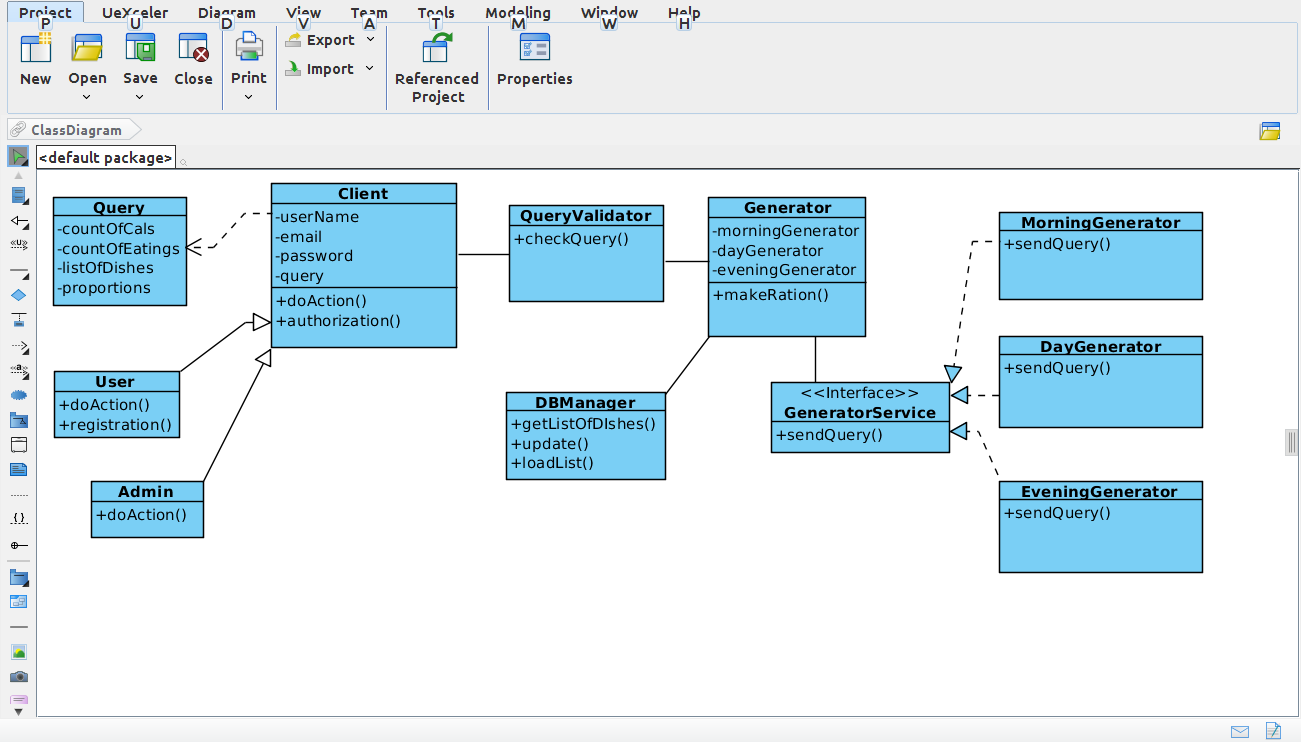 Project UeXceler Diagram View Team Tools Modeling Window Help
P U D V A T M W H
New Open Save Close Print Export Import Referenced Project Properties
ClassDiagram
<default package>
Query
-countOfCals
-countOfEatings
-listOfDishes
-proportions
Client
-userName
-email
-password
-query
+doAction()
+authorization()
QueryValidator
+checkQuery()
Generator
-morningGenerator
-dayGenerator
-eveningGenerator
+makeRation()
MorningGenerator
+sendQuery()
DayGenerator
+sendQuery()
User
+doAction()
+registration()
DBManager
+getListOfDIshes()
+update()
+loadList()
<<Interface>>
GeneratorService
+sendQuery()
Admin
+doAction()
EveningGenerator
+sendQuery()